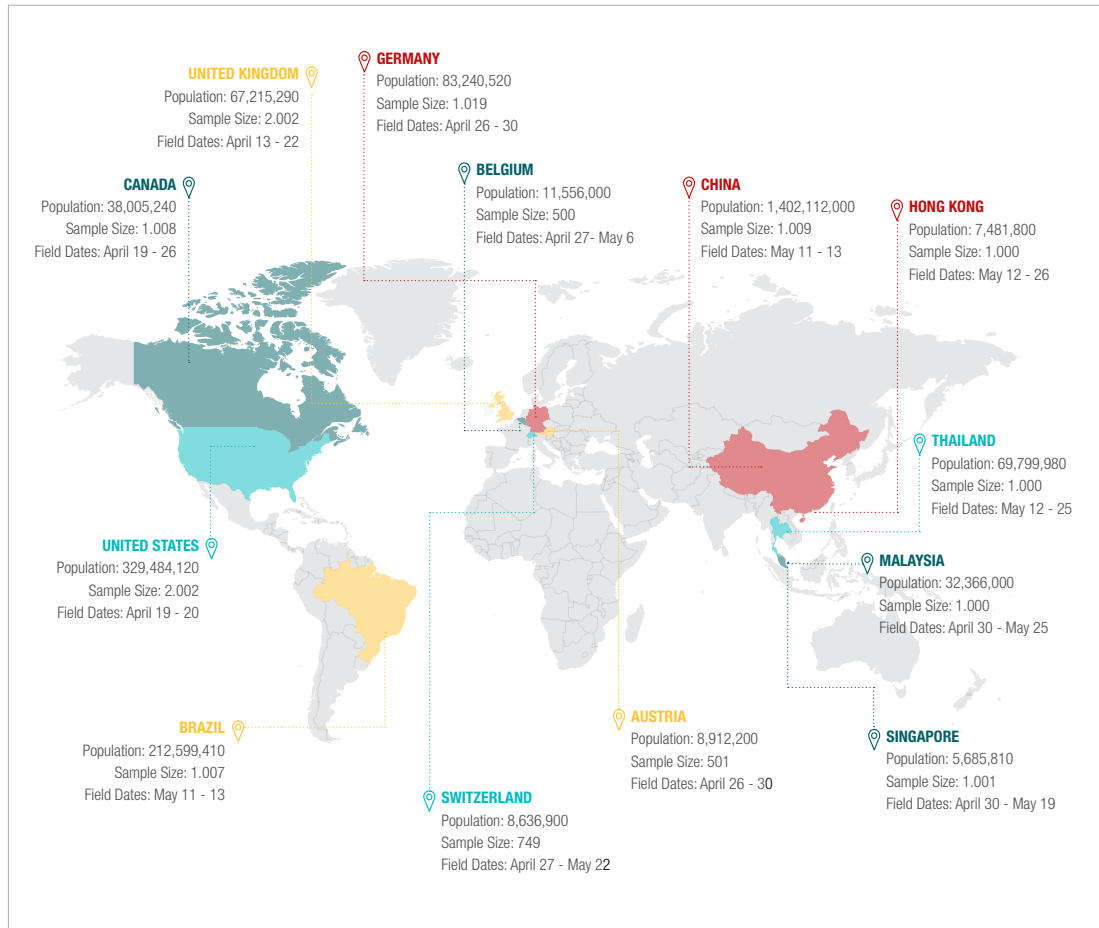 GERMANY
Population: 83,240,520
Sample Size: 1.019
Field Dates: April 26 - 30
UNITED KINGDOM
Population: 67,215,290
Sample Size: 2.002
Field Dates: April 13 - 22
BELGIUM
Population: 11,556,000
Sample Size: 500
Field Dates: April 27- May 6
CANADA
Population: 38,005,240
Sample Size: 1.008
Field Dates: April 19 - 26
CHINA
Population: 1,402,112,000
Sample Size: 1.009
Field Dates: May 11 - 13
HONG KONG
Population: 7,481,800
Sample Size: 1.000
Field Dates: May 12 - 26
THAILAND
Population: 69,799,980
Sample Size: 1.000
Field Dates: May 12 - 25
UNITED STATES
Population: 329,484,120
Sample Size: 2.002
Field Dates: April 19 - 20
MALAYSIA
Population: 32,366,000
Sample Size: 1.000
Field Dates: April 30 - May 25
BRAZIL
Population: 212,599,410
Sample Size: 1.007
Field Dates: May 11 - 13
AUSTRIA
Population: 8,912,200
Sample Size: 501
Field Dates: April 26 - 30
SINGAPORE
Population: 5,685,810
Sample Size: 1.001
Field Dates: April 30 - May 19
SWITZERLAND
Population: 8,636,900
Sample Size: 749
Field Dates: April 27 - May 22